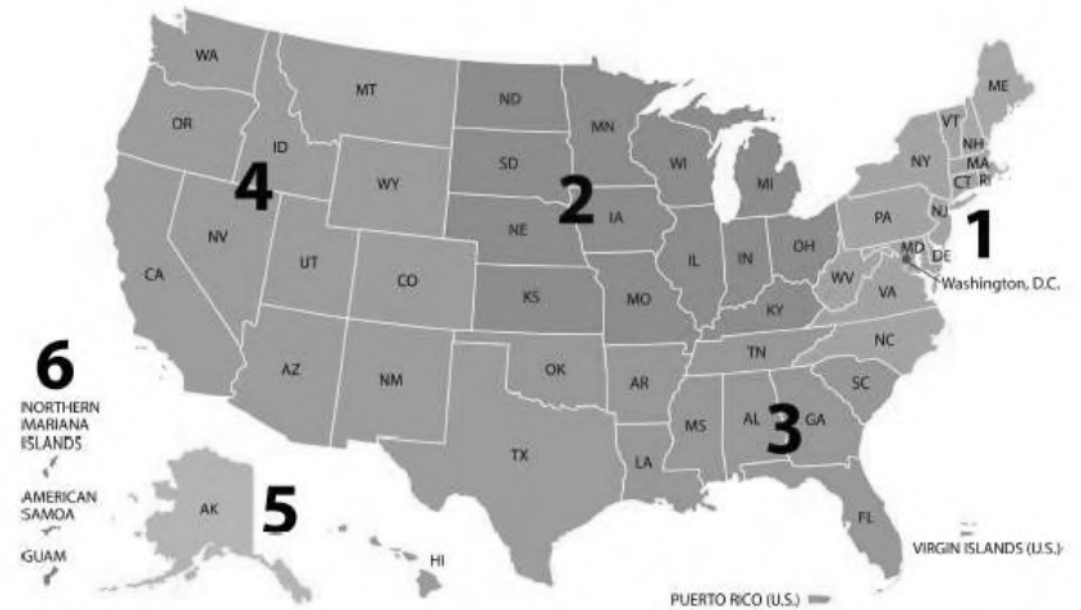 WA
MT
ND
MN
ME
OR
ID
SD
WI
MI
VT
NH
NY
MA
CT RI
4
WY
2
IA
NE
PA
NJ
1
NV
UT
CO
IL
IN
OH
MD
DE
WV
Washington, D.C.
CA
KS
MO
KY
VA
AZ
NM
OK
AR
TN
NC
SC
6
NORTHERN
MARIANA
ISLANDS
TX
LA
MS
AL
3
GA
AMERICAN
SAMOA
AK
5
GUAM
HI
FL
VIRGIN ISLANDS (U.S.)
PUERTO RICO (U.S.)